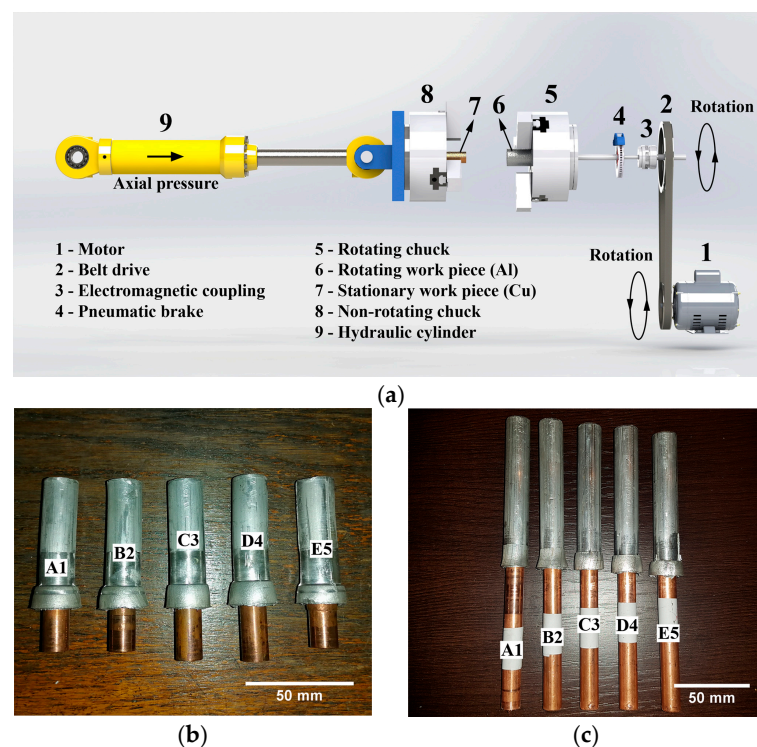 9
8
7
6
5
4
3
2
Rotation
Axial pressure
1 - Motor
2 - Belt drive
3 - Electromagnetic coupling
4 - Pneumatic brake
5 - Rotating chuck
6 - Rotating work piece (Al)
7 - Stationary work piece (Cu)
8 - Non-rotating chuck
9 - Hydraulic cylinder
Rotation
1
(a)
A1
B2
C3
D4
E5
50 mm
(b)
A1
B2
C3
D4
E5
50 mm
(c)